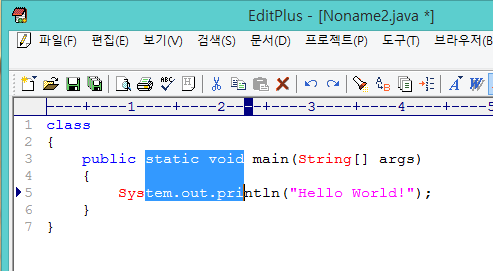 EditPlus - [Noname2.java *]
파일(F) 편집(E) 보기(V) 검색(S) 문서(D) 프로젝트(P) 도구(T) 브라우저(B
----+----1----+----2----+----3----+----4----+----5
1 class
2 {
3 public static void main(String[] args)
4 {
5 System.out.println("Hello World!");
6 }
7 }